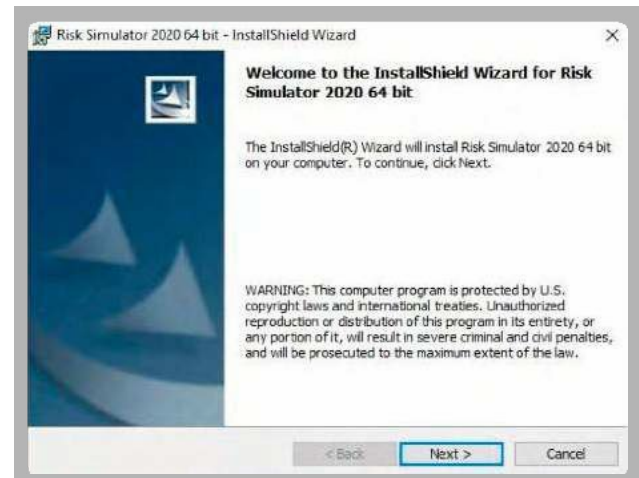 Risk Simulator 2020 64 bit - InstallShield Wizard
Welcome to the InstallShield Wizard for Risk
Simulator 2020 64 bit
The InstallShield(R) Wizard will install Risk Simulator 2020 64 bit
on your computer. To continue, click Next.
WARNING: This computer program is protected by U.S.
copyright laws and international treaties. Unauthorized
reproduction or distribution of this program in its entirety, or
any portion of it, will result in severe criminal and civil penalties,
and will be prosecuted to the maximum extent of the law.
< Back Next > Cancel